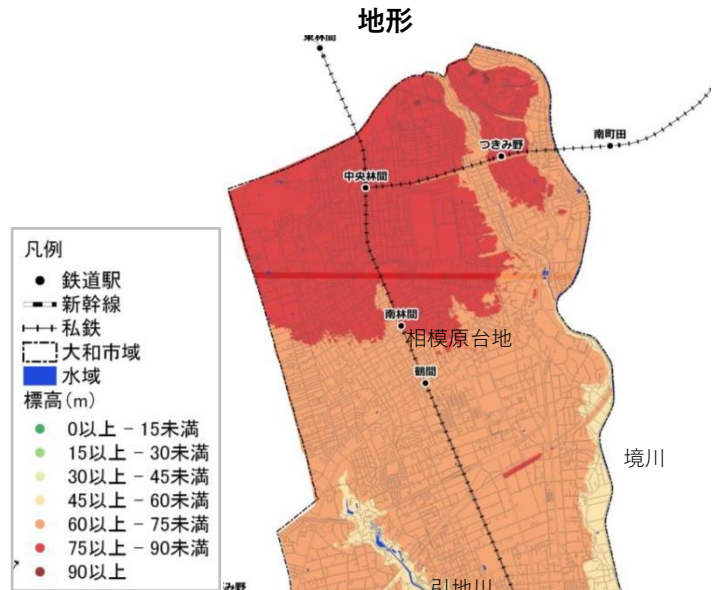 地形
東林間
南町田
つきみ野
中央林間
南林間
相模原台地
鶴間
境川
引地川
み野
凡例
鉄道駅
新幹線
私鉄
大和市域
水域
標高(m)
0以上 - 15未満
15以上 - 30未満
30以上 - 45未満
45以上 - 60未満
60以上 - 75未満
75以上 - 90未満
90以上